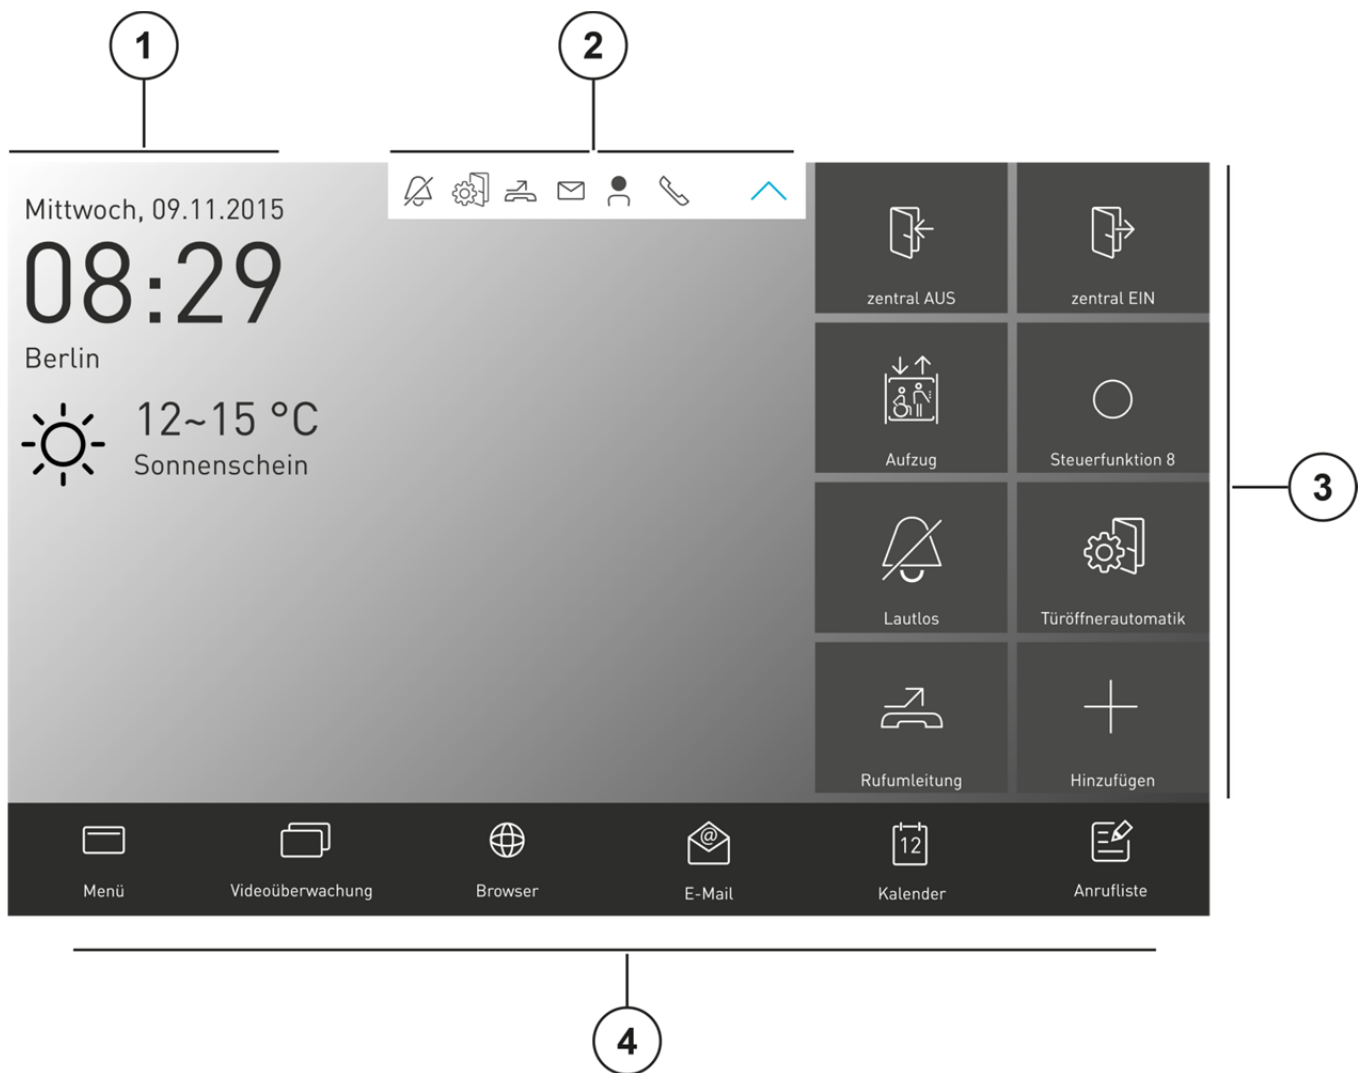 1
2
Mittwoch, 09.11.2015
08:29
Berlin
12~15 °C
Sonnenschein
zentral AUS
zentral EIN
Aufzug
Steuerfunktion 8
Lautlos
Türöffnerautomatik
Rufumleitung
Hinzufügen
3
@
12
Menü
Videoüberwachung
Browser
E-Mail
Kalender
Anrufliste
4